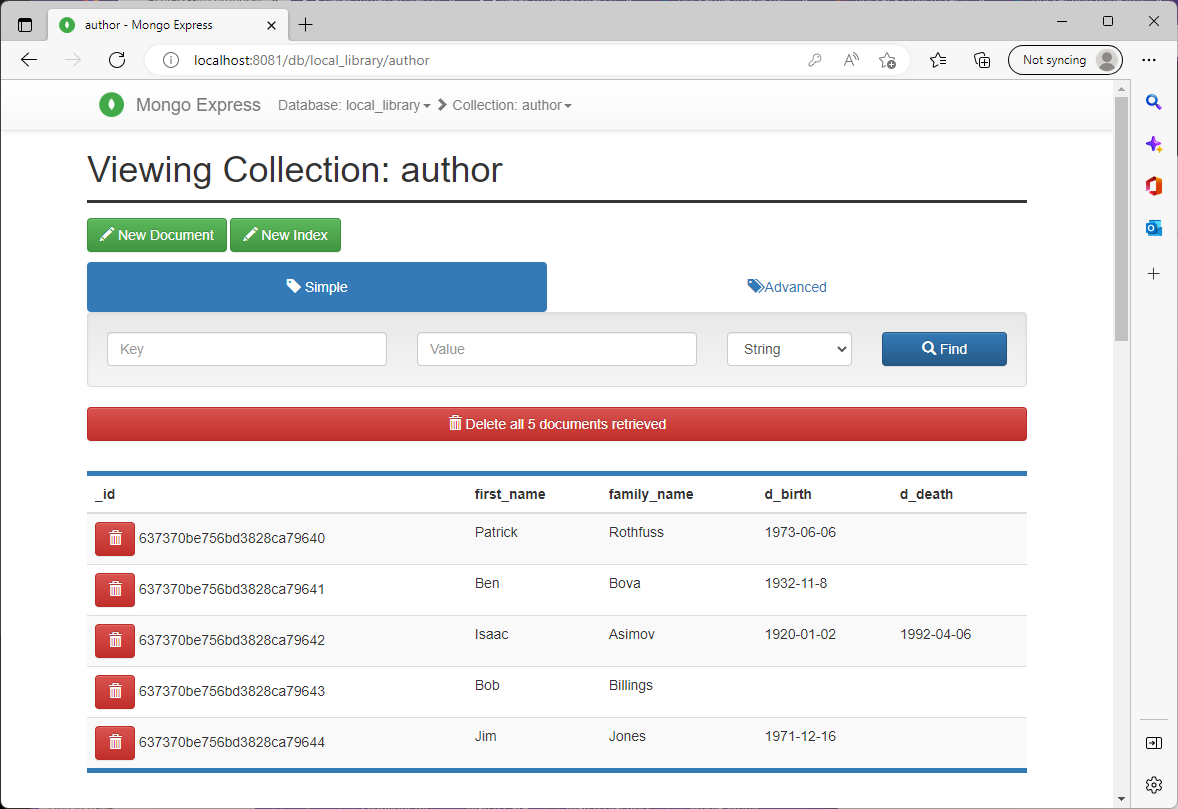 author - Mongo Express
localhost:8081/db/local_library/author
Not syncing
Mongo Express Database: local_library Collection: author
Viewing Collection: author
New Document New Index
Simple Advanced
Key Value String Find
Delete all 5 documents retrieved
_id first_name family_name d_birth d_death
637370be756bd3828ca79640 Patrick Rothfuss 1973-06-06
637370be756bd3828ca79641 Ben Bova 1932-11-8
637370be756bd3828ca79642 Isaac Asimov 1920-01-02 1992-04-06
637370be756bd3828ca79643 Bob Billings
637370be756bd3828ca79644 Jim Jones 1971-12-16